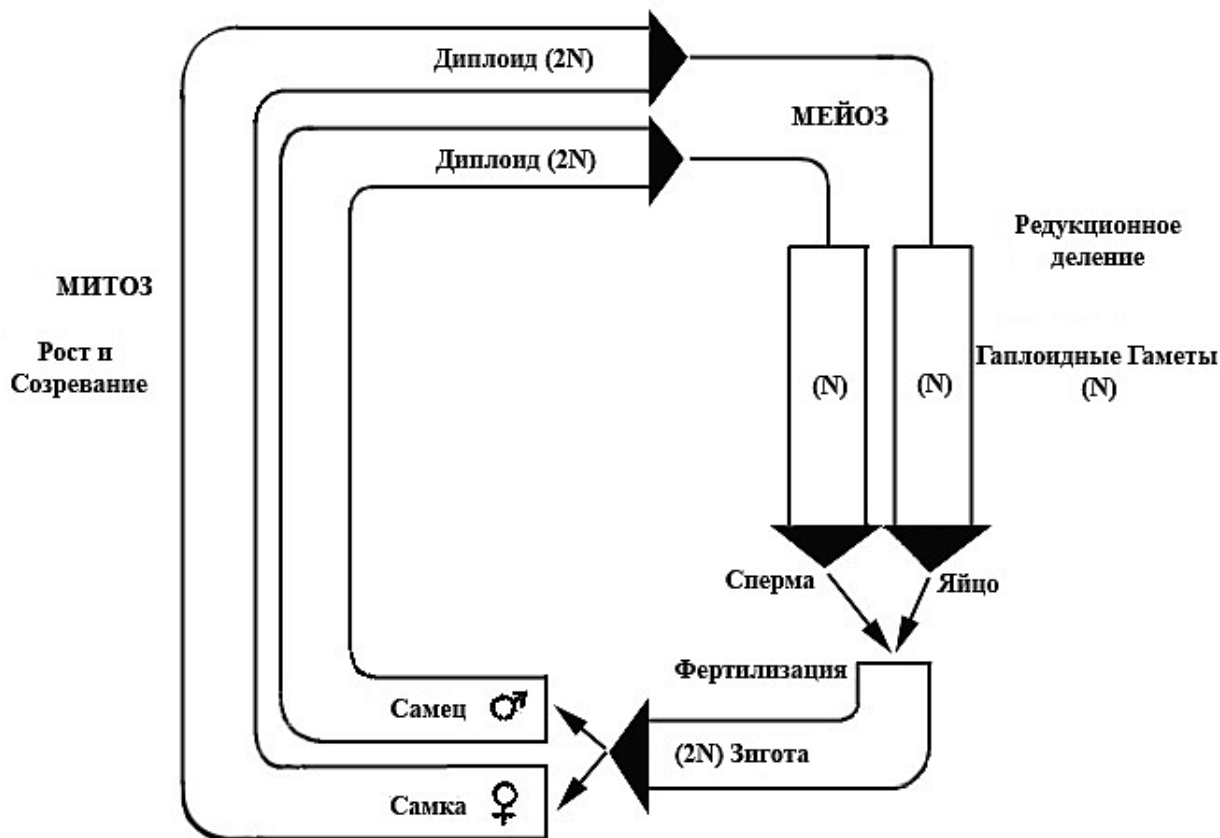 Диплоид (2N)
МЕЙОЗ
Диплоид (2N)
Редукционное
деление
МИТОЗ
Рост и
Созревание
Гаплоидные Гаметы
(N)
(N)
(N)
Сперма
Яйцо
Фертилизация
Самец ♂
(2N) Зигота
Самка ♀